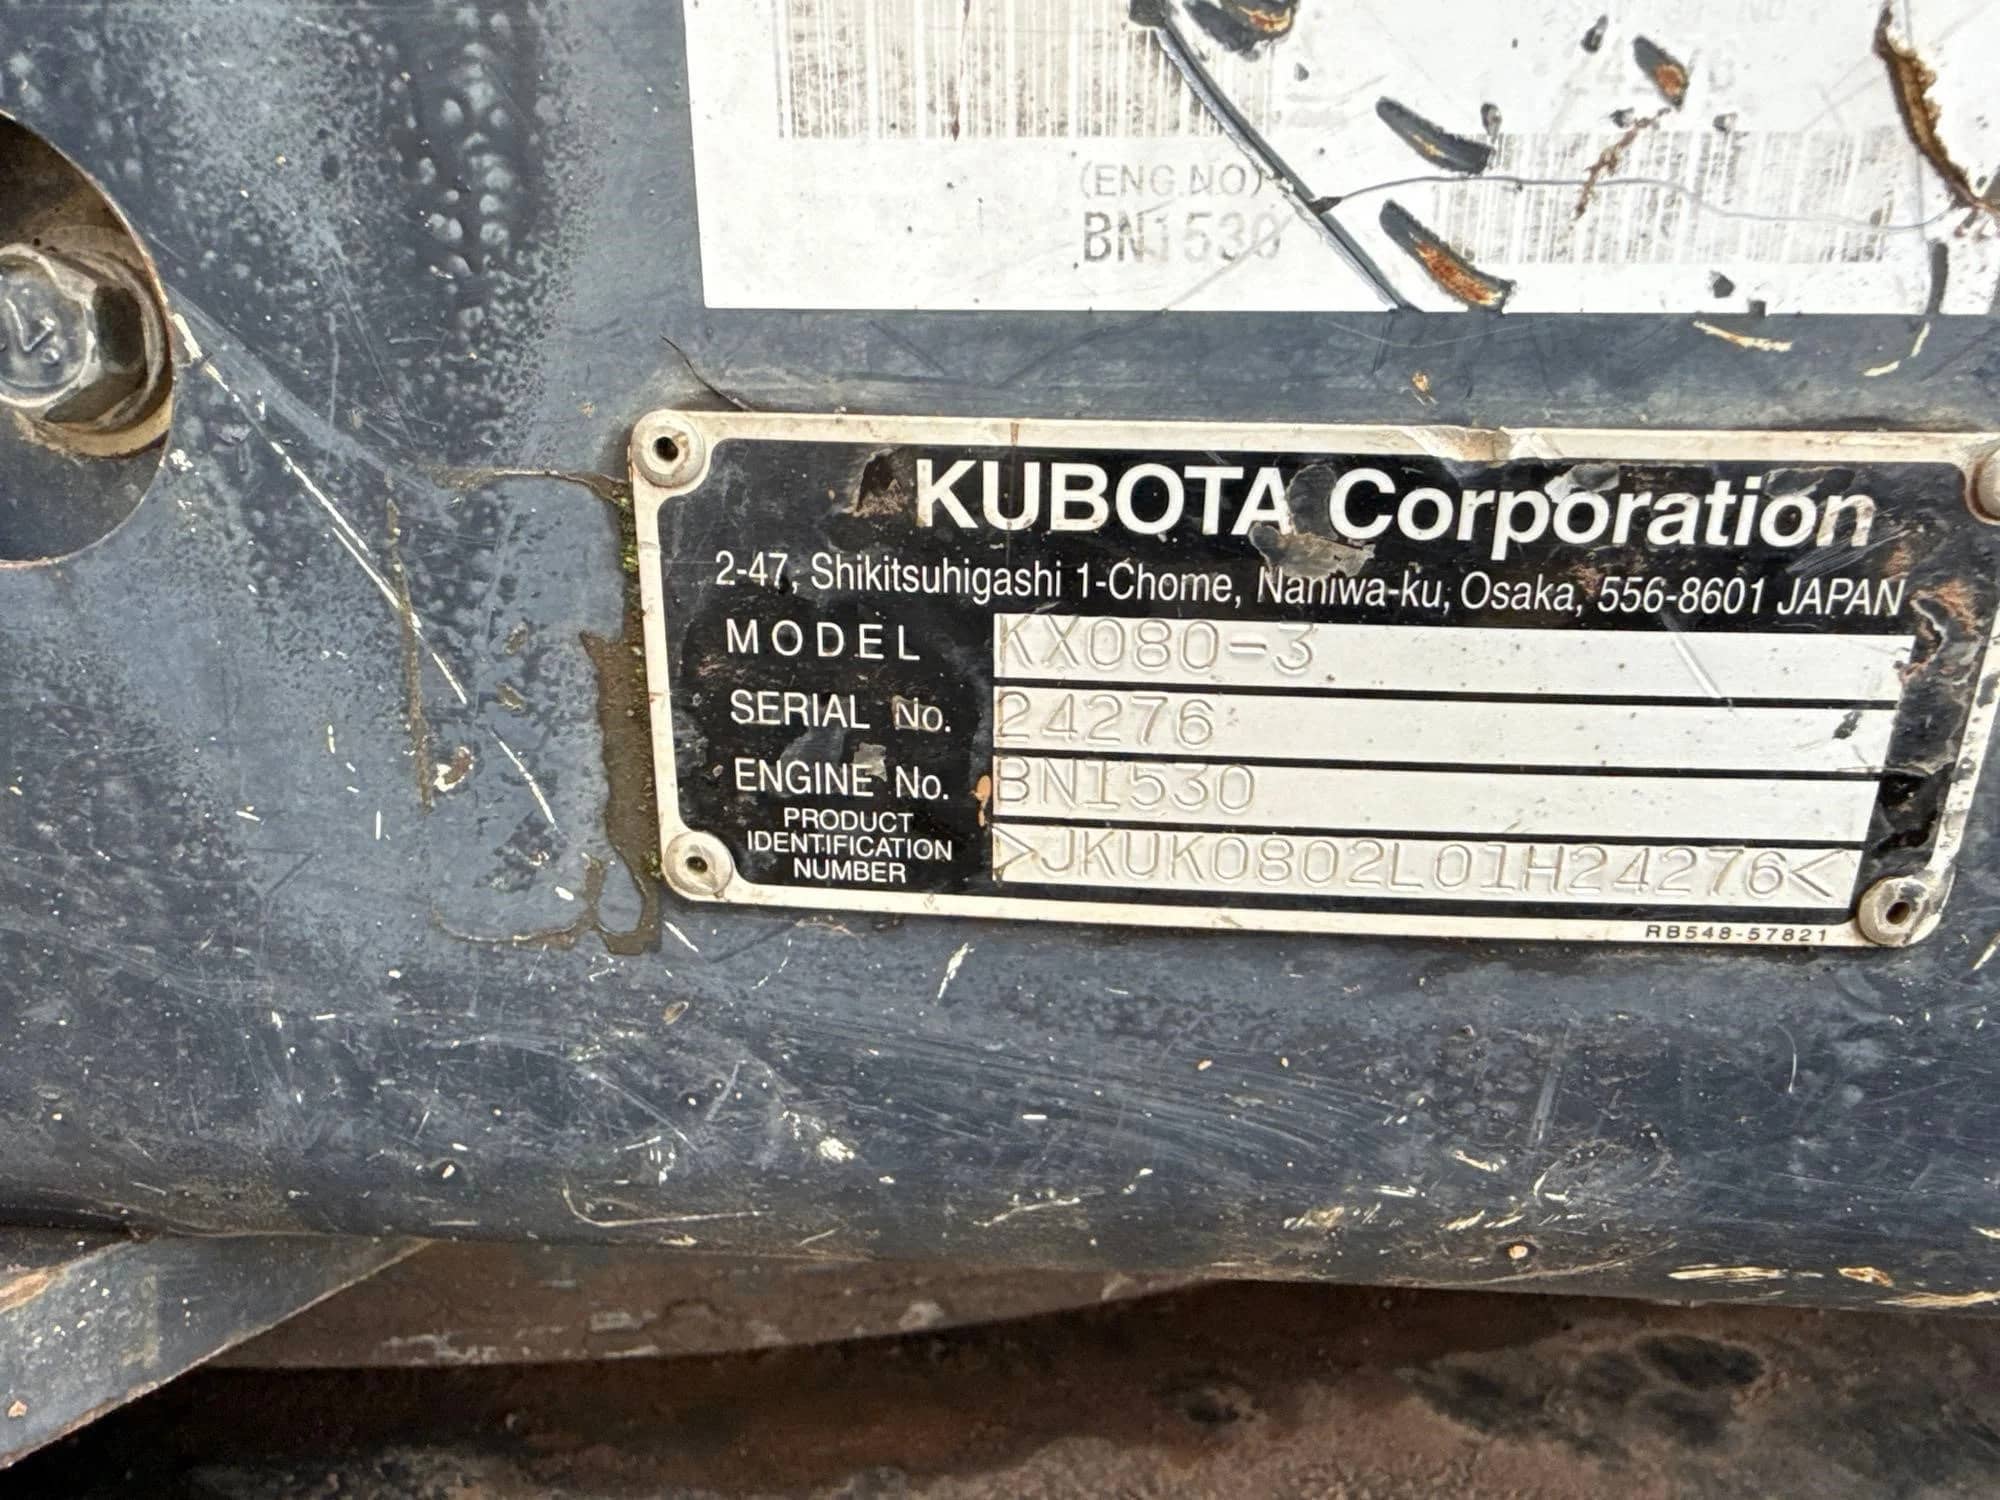 (ENG.NO)
BN1530
KUBOTA Corporation
2-47, Shikitsuhigashi 1-Chome, Naniwa-ku, Osaka, 556-8601 JAPAN
MODEL KX080-3
SERIAL No. 24276
ENGINE No. BN1530
PRODUCT
IDENTIFICATION
NUMBER >JKUK0802L01H24276<
RB548-57821